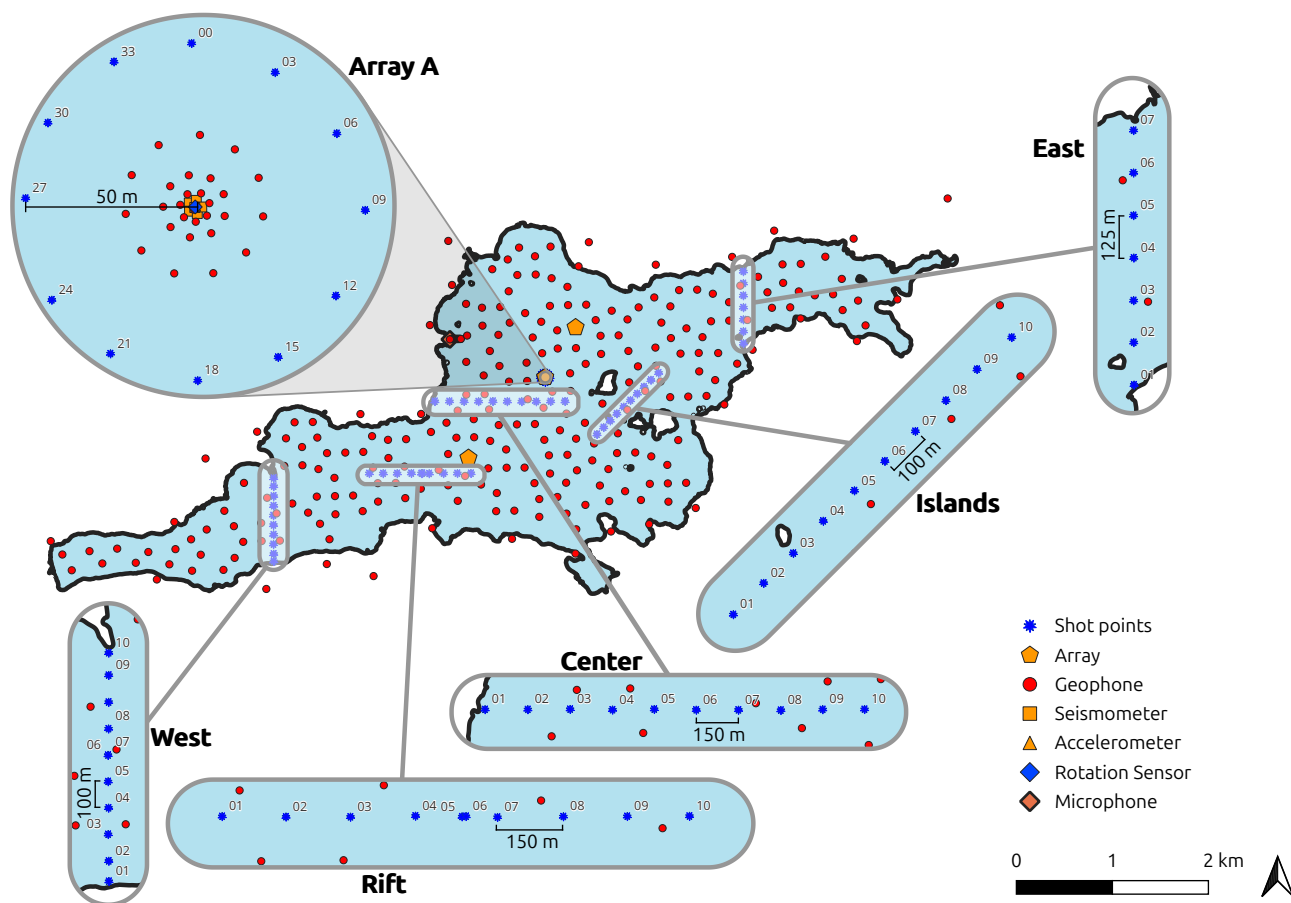 Array A
00
33
03
30
06
27
50 m
09
24
12
21
15
18
East
07
06
05
125 m
04
03
02
01
Islands
10
09
08
07
06
100 m
05
04
03
02
01
West
10
09
08
07
06
05
100 m
04
03
02
01
Center
01
02
03
04
05
06
07
08
09
10
150 m
Rift
01
02
03
04
05
06
07
08
09
10
150 m
Shot points
Array
Geophone
Seismometer
Accelerometer
Rotation Sensor
Microphone
0 1 2 km